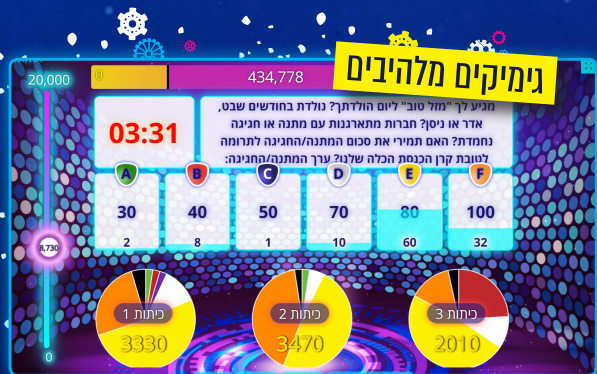 גימיקים מלהיבים
20,000
0
434,778
03:31
מגיע לך "מזל טוב" ליום הולדתך? נולדת בחודשים שבט,
אדר או ניסן? חברות מתארגנות עם מתנה או חגיגה
נחמדת? האם תמירי את סכום המתנה/החגיגה לתרומה
לטובת קרן הכנסת הכלה שלנו? ערך המתנה/החגיגה:
A B C D E F
30 40 50 70 80 100
2 8 1 10 60 32
8,730
כיתות 1 כיתות 2 כיתות 3
3330 3470 2010
0